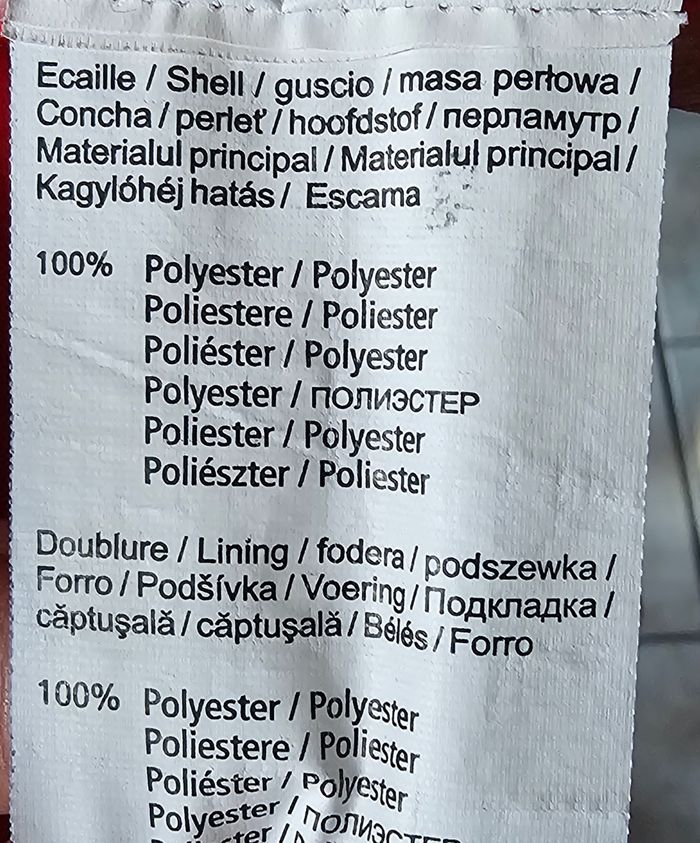 Ecaille / Shell / guscio / masa perłowa /
Concha / perleť / hoofdstof / перламутр /
Materialul principal / Materialul principal /
Kagylóhéj hatás / Escama
100% Polyester / Polyester
Poliestere / Poliester
Poliéster / Polyester
Polyester / ПОЛИЭСТЕР
Poliester / Polyester
Poliészter / Poliester
Doublure / Lining / fodera / podszewka /
Forro / Podšívka / Voering / Подкладка /
căptuşală / căptuşală / Bélés / Forro
100% Polyester / Polyester
Poliestere / Poliester
Poliéster / Polyester
Polyester / ПОЛИЭСТЕР